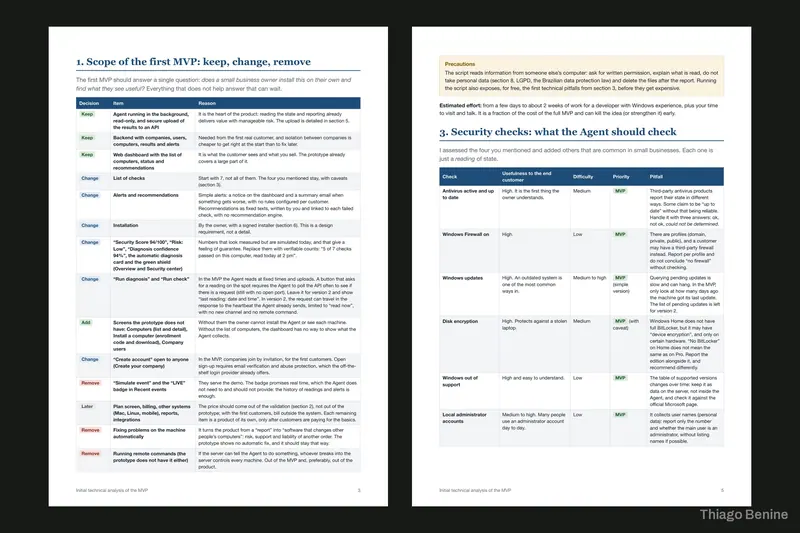 1. Scope of the first MVP: keep, change, remove
The first MVP should answer a single question: does a small business owner install this on their own and
find what they see useful? Everything that does not help answer that can wait.
Decision Item Reason
Keep Agent running in the background, It is the heart of the product. reading the state and reporting already
read-only, and secure upload of delivers value with manageable risk. The upload is detailed in section 5.
the results to an API
Keep Backend with companies, users, Needed from the first real customer, and isolation between companies is
computers, results and alerts cheaper to get right at the start than to fix later.
Keep Web dashboard with the list of It is what the customer sees and what you sell. The prototype already
computers, status and covers a large part of it.
recommendations
Change List of checks Start with 7, not all of them. The four you mentioned stay, with caveats
(section 3).
Change Alerts and recommendations Simple alerts: a notice on the dashboard and a summary email when
something gets worse, with no rules configured per customer.
Recommendations as fixed texts, written by you and linked to each failed
check, with no recommendation engine.
Change Installation By the owner, with a signed installer (section 6). This is a design
requirement, not a detail.
Change "Security Score 94/100", "Risk: Numbers that look measured but are simulated today, and that give a
Low", "Diagnosis confidence feeling of guarantee. Replace them with verifiable counts: "5 of 7 checks
94%", the automatic diagnosis passed on this computer, read today at 2 pm".
card and the green shield
(Overview and Security center)
Change "Run diagnosis" and "Run check" In the MVP the Agent reads at fixed times and uploads. A button that asks
for a reading on the spot requires the Agent to poll the API often to see if
there is a request (still with no open port). Leave it for version 2 and show
"last reading: date and time". In version 2, the request can travel in
the response to the heartbeat the Agent already sends, limited to "read now",
with no new channel and no remote command.
Add Screens the prototype does Without them the owner cannot install the Agent or see each machine.
not have: Computers (list and detail), Without the list of computers, the dashboard has no way to show what the
Install a computer (enrollment Agent collects.
code and download), Company
users
Change "Create account" open to anyone In the MVP, companies join by invitation, for the first customers. Open
(Create your company) sign-up requires email verification and abuse protection, which the off-the-
shelf login provider already offers.
Remove "Simulate event" and the "LIVE" They serve the demo. The badge promises real time, which the Agent
badge in Recent events does not need to and should not provide: the history of readings and alerts is
enough.
Later Plan screen, billing, other systems The price should come out of the validation (section 2), not out of the
(Mac, Linux, mobile), reports, prototype, with the first customers, bill outside the system. Each remaining
integrations item is a product of its own, only after customers are paying for the basics.
Remove Fixing problems on the machine It turns the product from a "report" into "software that changes other
automatically people's computers": risk, support and liability of another order. The
prototype shows no automatic fix, and it should stay that way.
Remove Running remote commands (the If the server can tell the Agent to do something, whoever breaks into the
prototype does not have it either) server controls every machine. Out of the MVP and, preferably, out of the
product.
Initial technical analysis of the MVP 3
Precautions
The script reads information from someone else's computer: ask for written permission, explain what is read, do not
take personal data (section 8, LGPD, the Brazilian data protection law) and delete the files after the report. Running
the script also exposes, for free, the first technical pitfalls from section 3, before they get expensive.
Estimated effort: from a few days to about 2 weeks of work for a developer with Windows experience, plus your time
to visit and talk. It is a fraction of the cost of the full MVP and can kill the idea (or strengthen it) early.
3. Security checks: what the Agent should check
I assessed the four you mentioned and added others that are common in small businesses. Each one is
just a reading of state.
Check Usefulness to the end customer Difficulty Priority Pitfall
Antivirus active and up High. It is the first thing the Medium MVP Third-party antivirus products
to date owner understands. report their state in different
ways. Some claim to be "up to
date" without that being reliable.
Handle it with three answers: ok,
not ok, could not be determined.
Windows Firewall on High Low MVP There are profiles (domain,
private, public), and a customer
may have a third-party firewall
instead. Report per profile and
do not conclude "no firewall"
without checking.
Windows updates High. An outdated system is one Medium to high MVP Querying pending updates is
of the most common (simple slow and can hang. In the MVP,
ways in. version) only look at how many days ago
the machine got its last update.
The list of pending updates is
left for version 2.
Disk encryption High. Protects against a stolen Medium MVP (with Windows Home does not have
laptop. caveat) full BitLocker, but it may have
"device encryption", and only on
certain hardware. "No BitLocker"
on Home does not mean the
same as on Pro. Report the
edition alongside the result, and
recommend differently.
Windows out of High and easy to understand. Low MVP The table of supported versions
support changes over time; keep it as
data on the server, not inside the
Agent, and check it against the
official Microsoft page.
Local administrator Medium to high. Many people Low MVP It collects user names (personal
accounts use an administrator account data): report only the number
day to day. and whether the main user is an
administrator, without listing
names if possible.
Initial technical analysis of the MVP 5
Thiago Benine